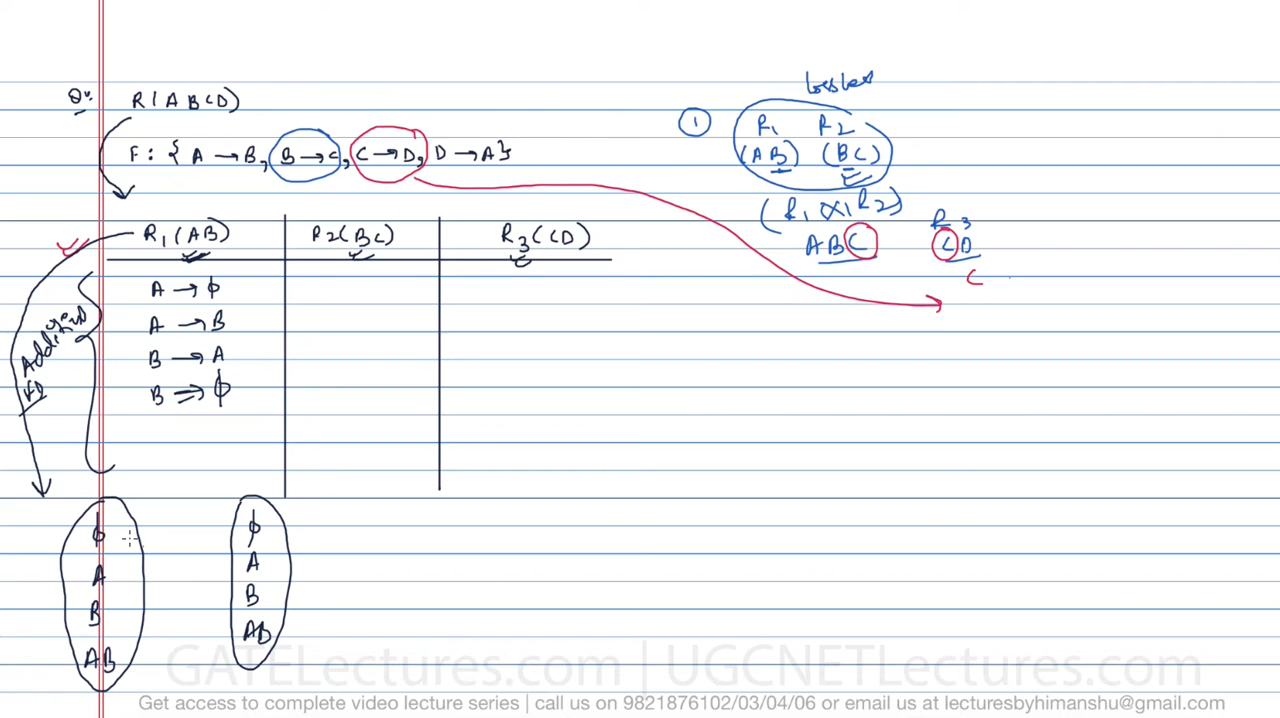 Qu. R(ABCD)
F: { A → B, B → C, C → D, D → A}
R1(AB) R2(BC) R3(CD)
A → ϕ
A → B
B → A
B ⇒ ϕ
Additional
FD
ϕ
A
B
AB
ϕ
A
B
AB
lossless
① R1 R2
(AB) (BC)
(R1 ⋈ R2)
R3
ABC CD
C
GATELectures.com | UGCNETLectures.com
Get access to complete video lecture series | call us on 9821876102/03/04/06 or email us at lecturesbyhimanshu@gmail.com